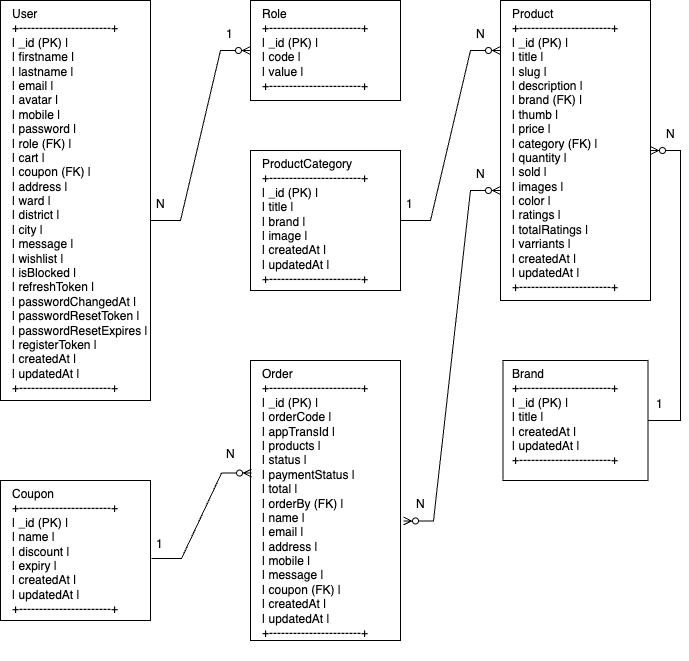 User
+-----------------------+
| _id (PK) |
| firstname |
| lastname |
| email |
| avatar |
| mobile |
| password |
| role (FK) |
| cart |
| coupon (FK) |
| address |
| ward |
| district |
| city |
| message |
| wishlist |
| isBlocked |
| refreshToken |
| passwordChangedAt |
| passwordResetToken |
| passwordResetExpires |
| registerToken |
| createdAt |
| updatedAt |
+-----------------------+
N
1
Role
+-----------------------+
| _id (PK) |
| code |
| value |
+-----------------------+
ProductCategory
+-----------------------+
| _id (PK) |
| title |
| brand |
| image |
| createdAt |
| updatedAt |
+-----------------------+
1
N
Product
+-----------------------+
| _id (PK) |
| title |
| slug |
| description |
| brand (FK) |
| thumb |
| price |
| category (FK) |
| quantity |
| sold |
| images |
| color |
| ratings |
| totalRatings |
| varriants |
| createdAt |
| updatedAt |
+-----------------------+
N
N
Brand
+-----------------------+
| _id (PK) |
| title |
| createdAt |
| updatedAt |
+-----------------------+
1
Order
+-----------------------+
| _id (PK) |
| orderCode |
| appTransId |
| products |
| status |
| paymentStatus |
| total |
| orderBy (FK) |
| name |
| email |
| address |
| mobile |
| message |
| coupon (FK) |
| createdAt |
| updatedAt |
+-----------------------+
N
N
Coupon
+-----------------------+
| _id (PK) |
| name |
| discount |
| expiry |
| createdAt |
| updatedAt |
+-----------------------+
1